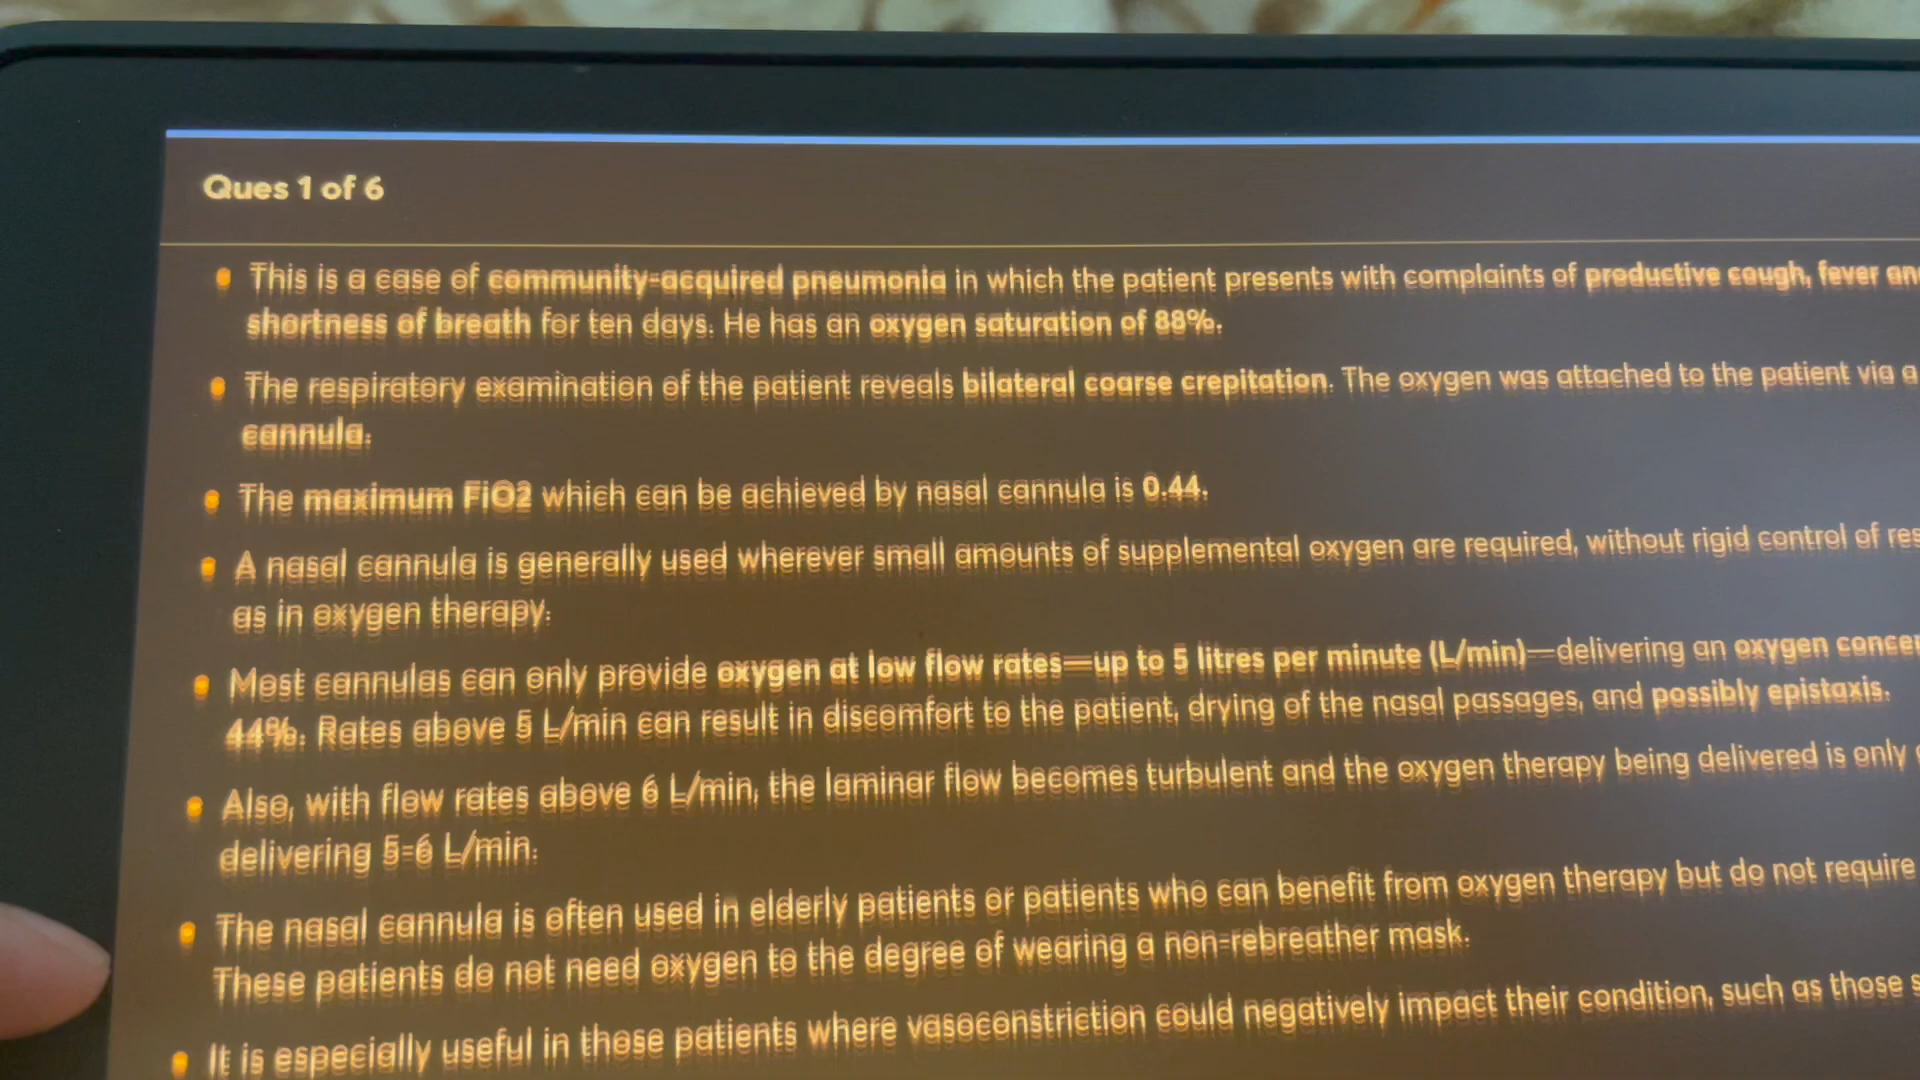 Ques 1 of 6
This is a case of community-acquired pneumonia in which the patient presents with complaints of productive cough, fever
shortness of breath for ten days. He has an oxygen saturation of 88%.
The respiratory examination of the patient reveals bilateral coarse crepitation. The oxygen was attached to the patient via a
cannula.
The maximum FiO2 which can be achieved by nasal cannula is 0.44.
A nasal cannula is generally used wherever small amounts of supplemental oxygen are required, without rigid control of
as in oxygen therapy.
Most cannulas can only provide oxygen at low flow rates—up to 5 litres per minute (L/min)—delivering an oxygen
44%. Rates above 5 L/min can result in discomfort to the patient, drying of the nasal passages, and possibly epistaxis.
Also, with flow rates above 6 L/min, the laminar flow becomes turbulent and the oxygen therapy being delivered is only
delivering 5-6 L/min.
The nasal cannula is often used in elderly patients or patients who can benefit from oxygen therapy but do not require
These patients do not need oxygen to the degree of wearing a non-rebreather mask.
It is especially useful in those patients where vasoconstriction could negatively impact their condition, such as those